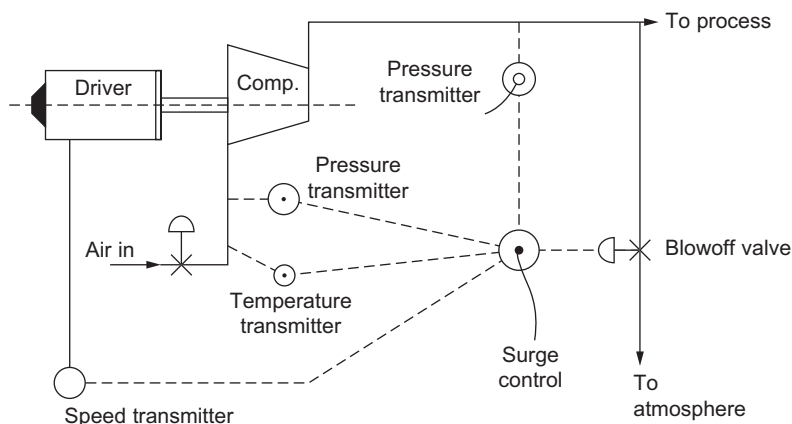 To process
Pressure
transmitter
Driver
Comp.
Pressure
transmitter
Air in
Blowoff valve
Temperature
transmitter
Surge
control
To
atmosphere
Speed transmitter